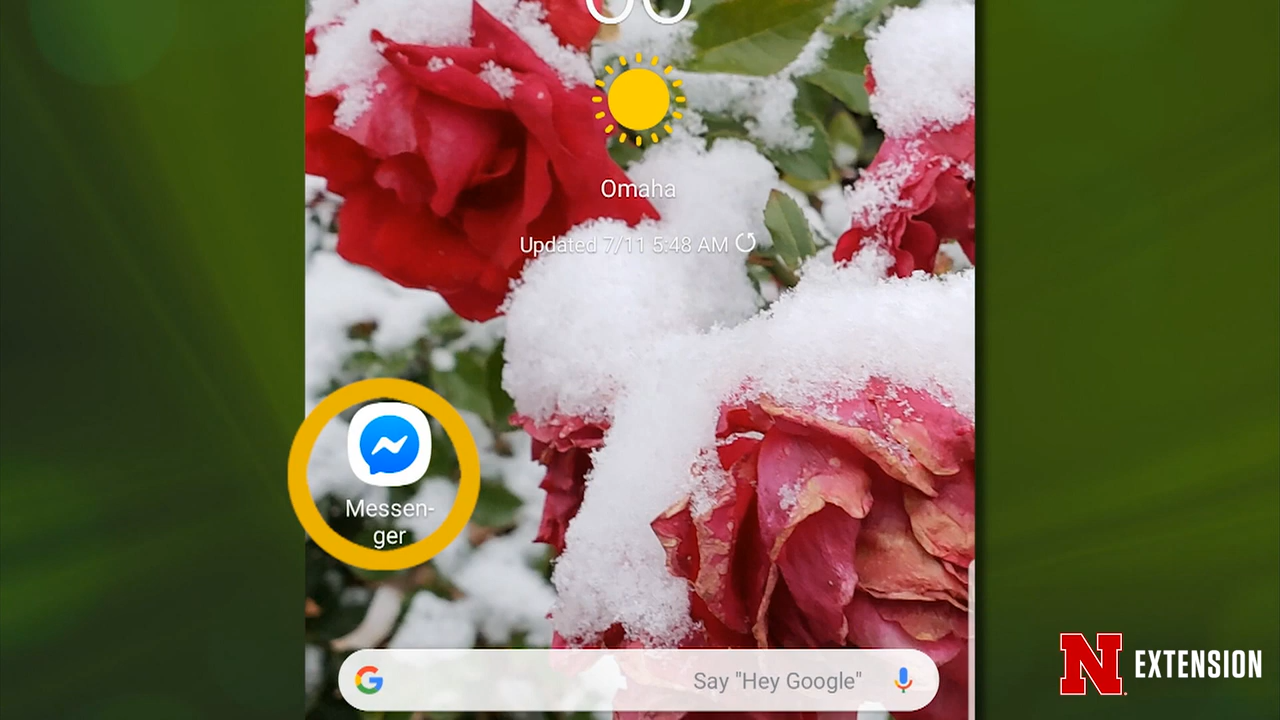 Omaha
Updated 7/11 5:48 AM
Messen-
ger
Say "Hey Google"
N EXTENSION